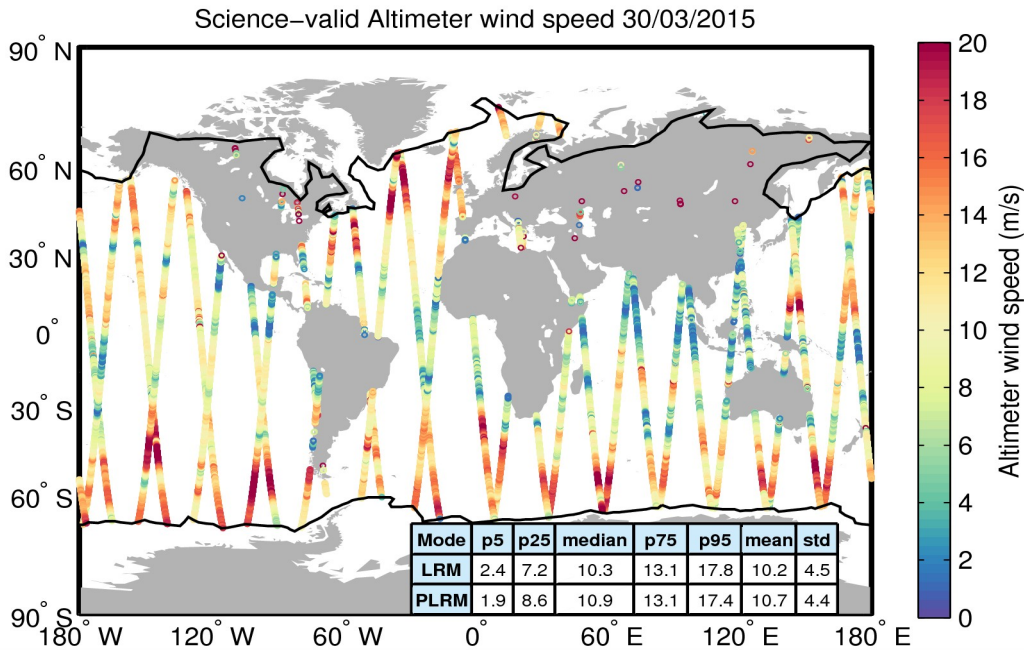 Science−valid Altimeter wind speed 30/03/2015
90° N
60° N
30° N
0°
30° S
60° S
90° S
180° W
120° W
60° W
0°
60° E
120° E
180° E
Mode p5 p25 median p75 p95 mean std
LRM 2.4 7.2 10.3 13.1 17.8 10.2 4.5
PLRM 1.9 8.6 10.9 13.1 17.4 10.7 4.4
20
18
16
14
12
10
8
6
4
2
0
Altimeter wind speed (m/s)